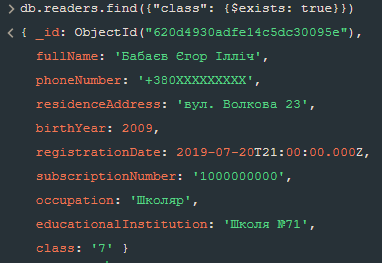 > db.readers.find({"class": {$exists: true}})
< { _id: ObjectId("620d4930adfe14c5dc30095e"),
fullName: 'Бабаєв Єгор Ілліч',
phoneNumber: '+380XXXXXXXXX',
residenceAddress: 'вул. Волкова 23',
birthYear: 2009,
registrationDate: 2019-07-20T21:00:00.000Z,
subscriptionNumber: '1000000000',
occupation: 'Школяр',
educationalInstitution: 'Школя №71',
class: '7' }